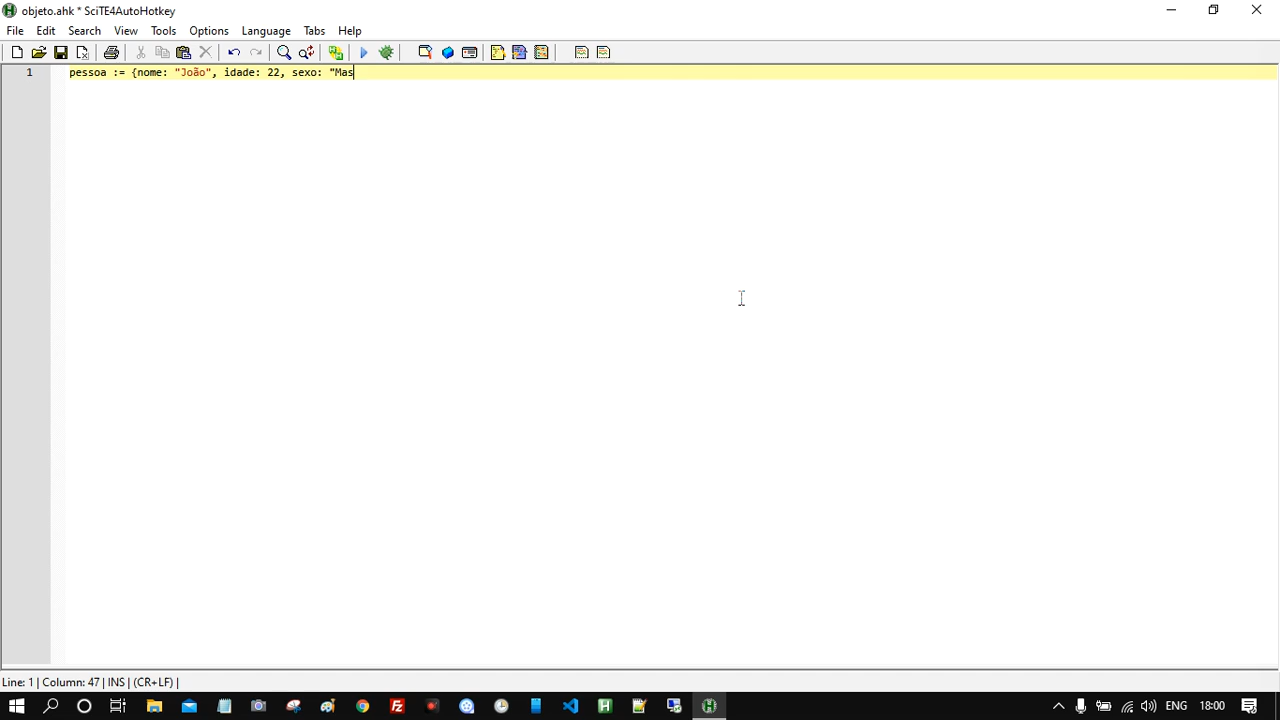 objeto.ahk * SciTE4AutoHotkey
File Edit Search View Tools Options Language Tabs Help
1 pessoa := {nome: "João", idade: 22, sexo: "Mas
Line: 1 | Column: 47 | INS | (CR+LF) |
ENG 18:00